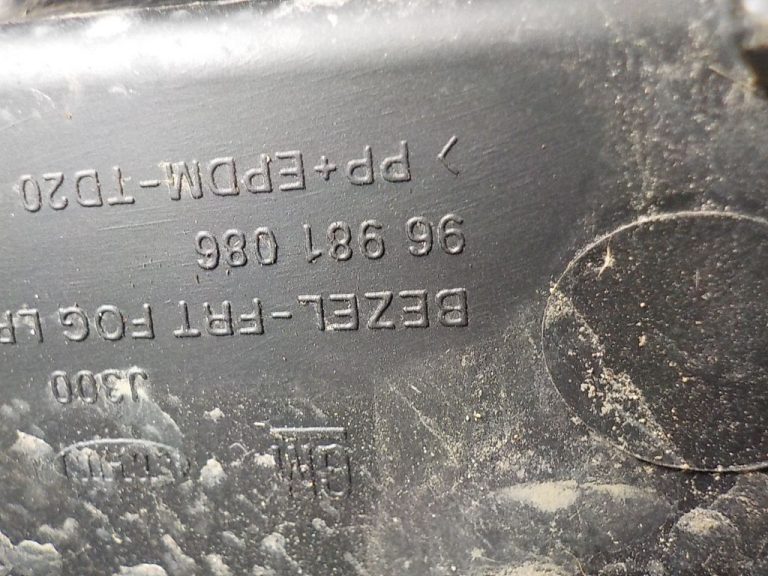 GM
J300
BEZEL-FRT FOG LP
96 981 086
>PP+EPDM-TD20